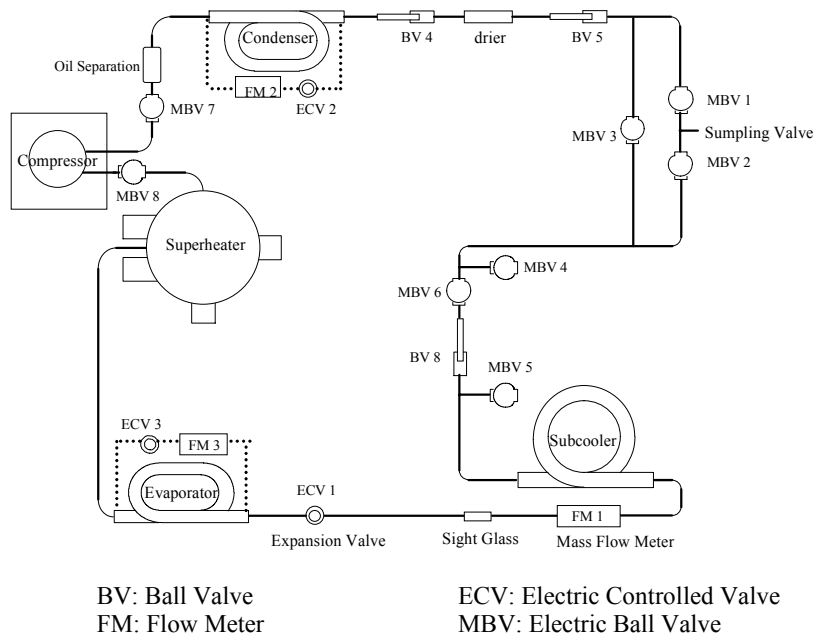 Condenser
BV 4
drier
BV 5
Oil Separation
FM 2
ECV 2
MBV 7
MBV 1
MBV 3
Sumpling Valve
MBV 2
Compressor
MBV 8
Superheater
MBV 4
MBV 6
BV 8
MBV 5
ECV 3
FM 3
Subcooler
Evaporator
ECV 1
FM 1
Expansion Valve
Sight Glass
Mass Flow Meter
BV: Ball Valve
ECV: Electric Controlled Valve
FM: Flow Meter
MBV: Electric Ball Valve